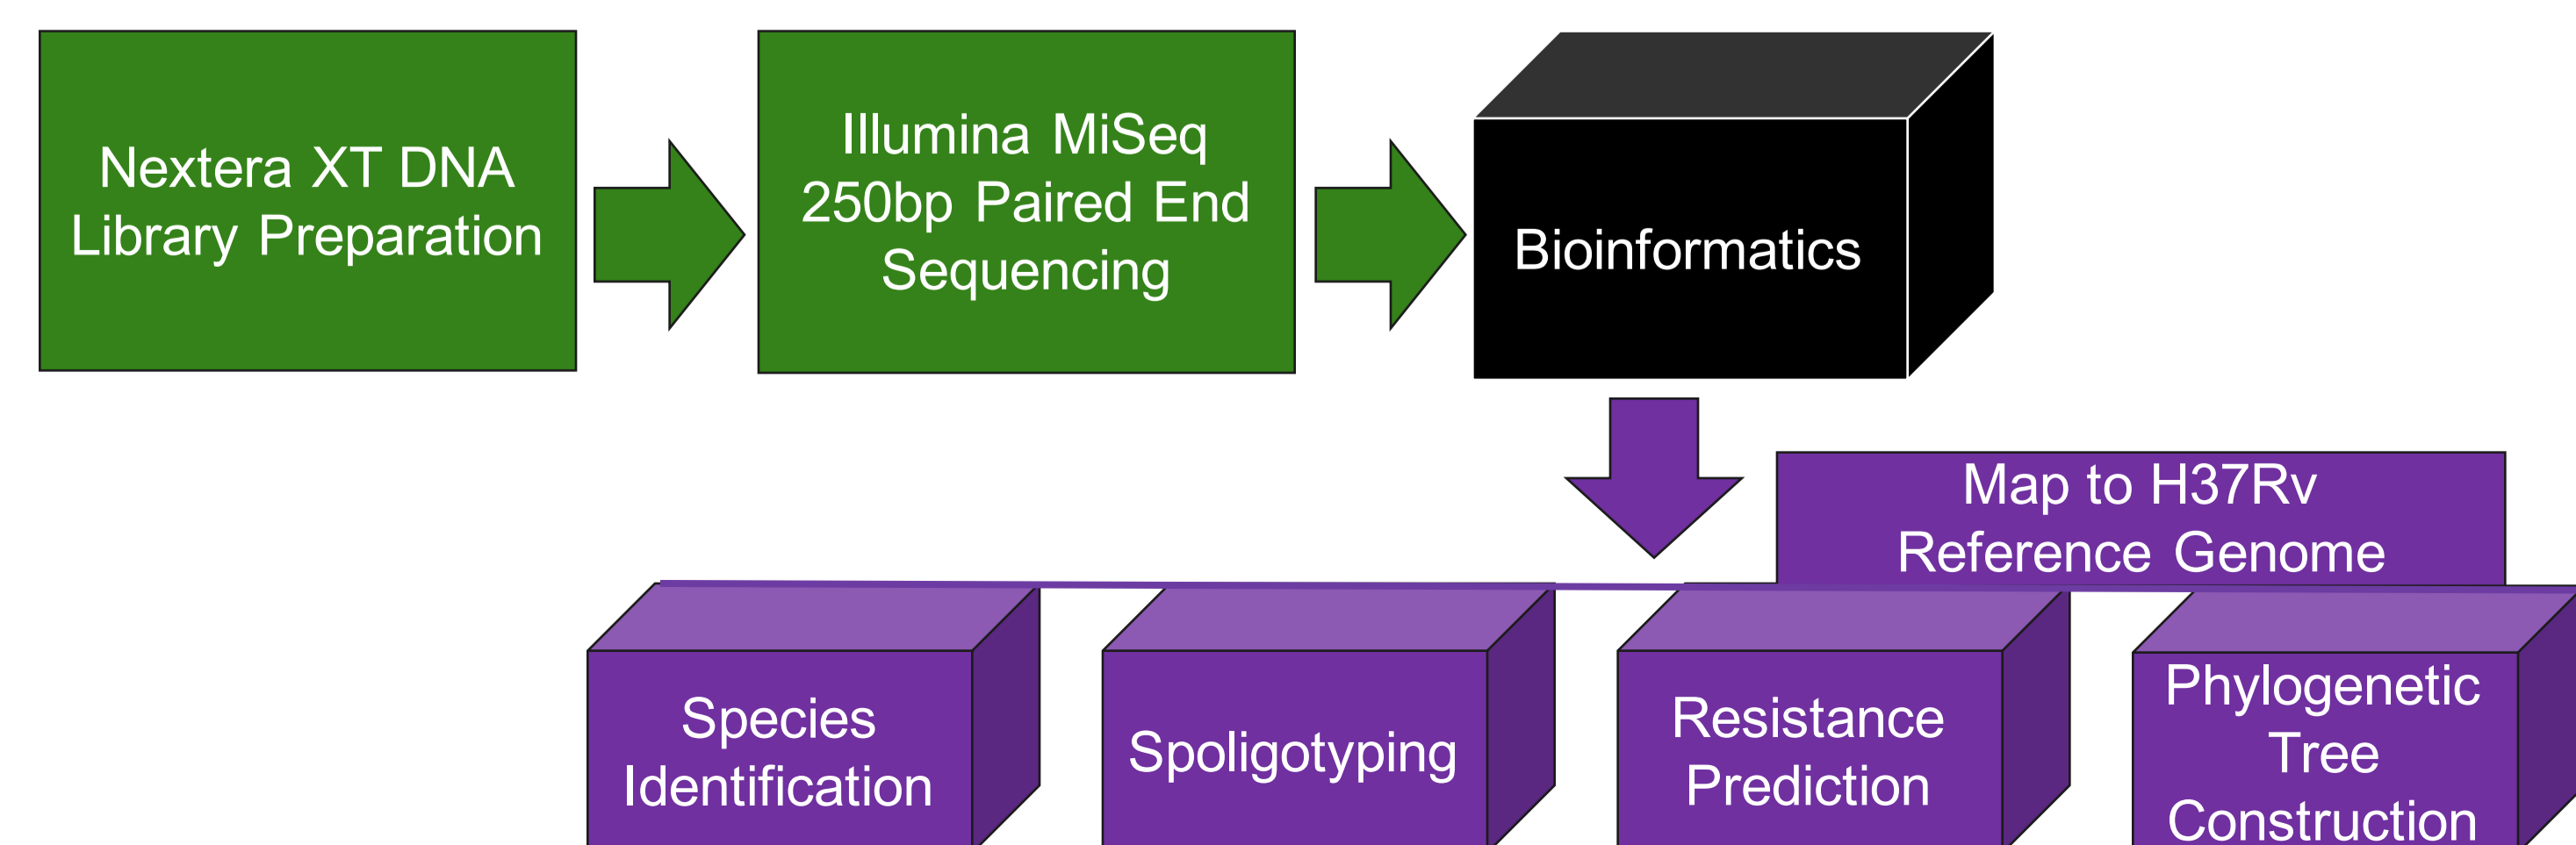 Nextera XT DNA
Library Preparation
Illumina MiSeq
250bp Paired End
Sequencing
Bioinformatics
Map to H37Rv
Reference Genome
Species
Identification
Spoligotyping
Resistance
Prediction
Phylogenetic
Tree
Construction